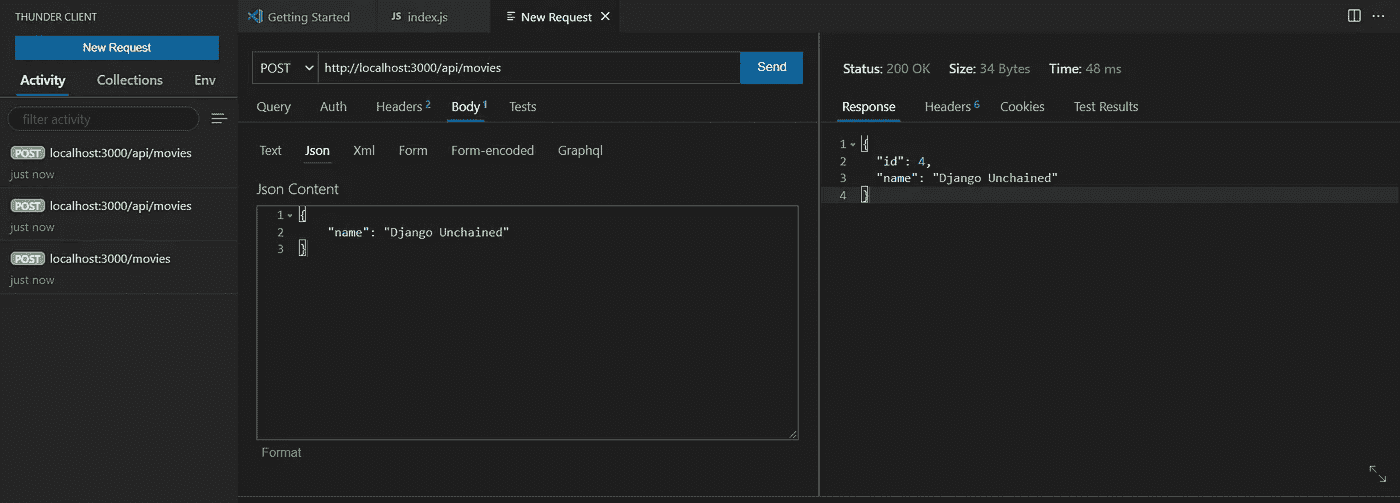 THUNDER CLIENT
New Request
Activity Collections Env
filter activity
POST localhost:3000/api/movies
just now
POST localhost:3000/api/movies
just now
POST localhost:3000/movies
just now
Getting Started JS index.js New Request
POST http://localhost:3000/api/movies Send
Query Auth Headers 2 Body 1 Tests
Text Json Xml Form Form-encoded Graphql
Json Content
1 {
2 "name": "Django Unchained"
3 }
Format
Status: 200 OK Size: 34 Bytes Time: 48 ms
Response Headers 6 Cookies Test Results
1 {
2 "id": 4,
3 "name": "Django Unchained"
4 }